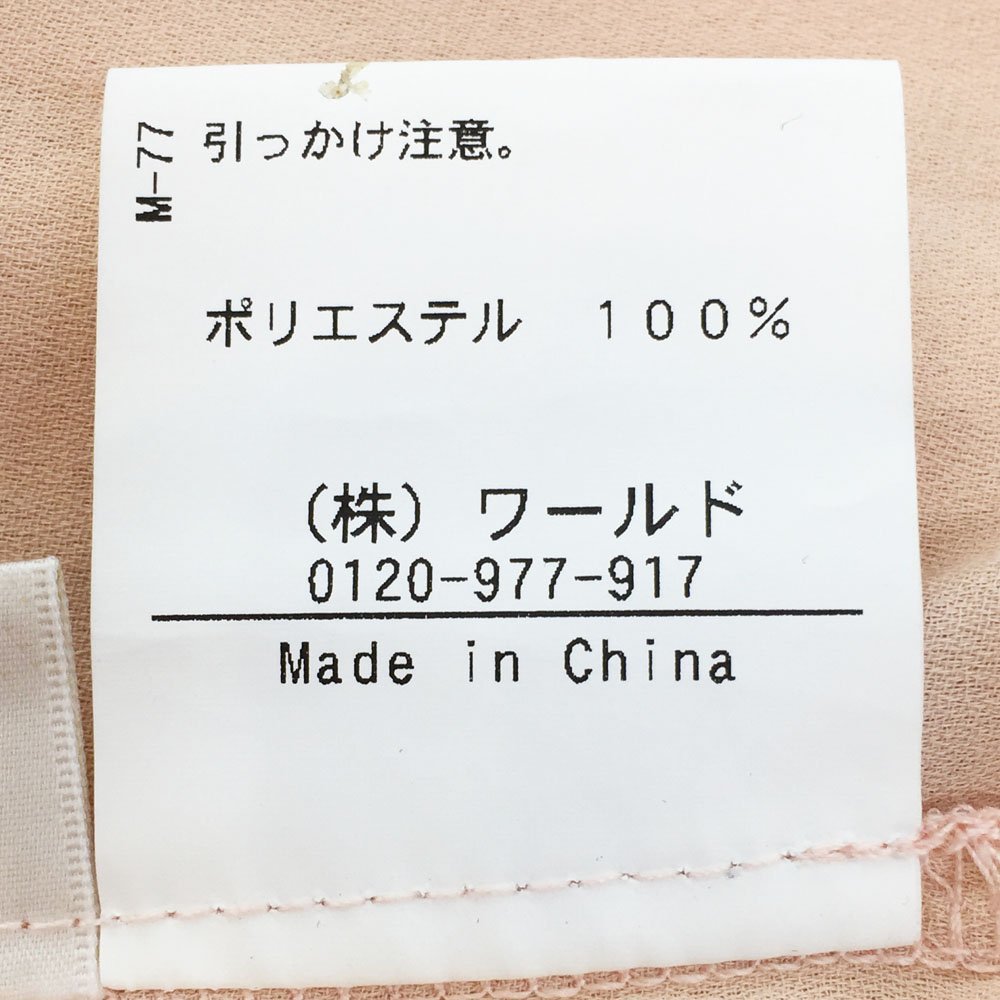 M-77
引っかけ注意。
ポリエステル　１００％
(株) ワールド
0120-977-917
Made in China